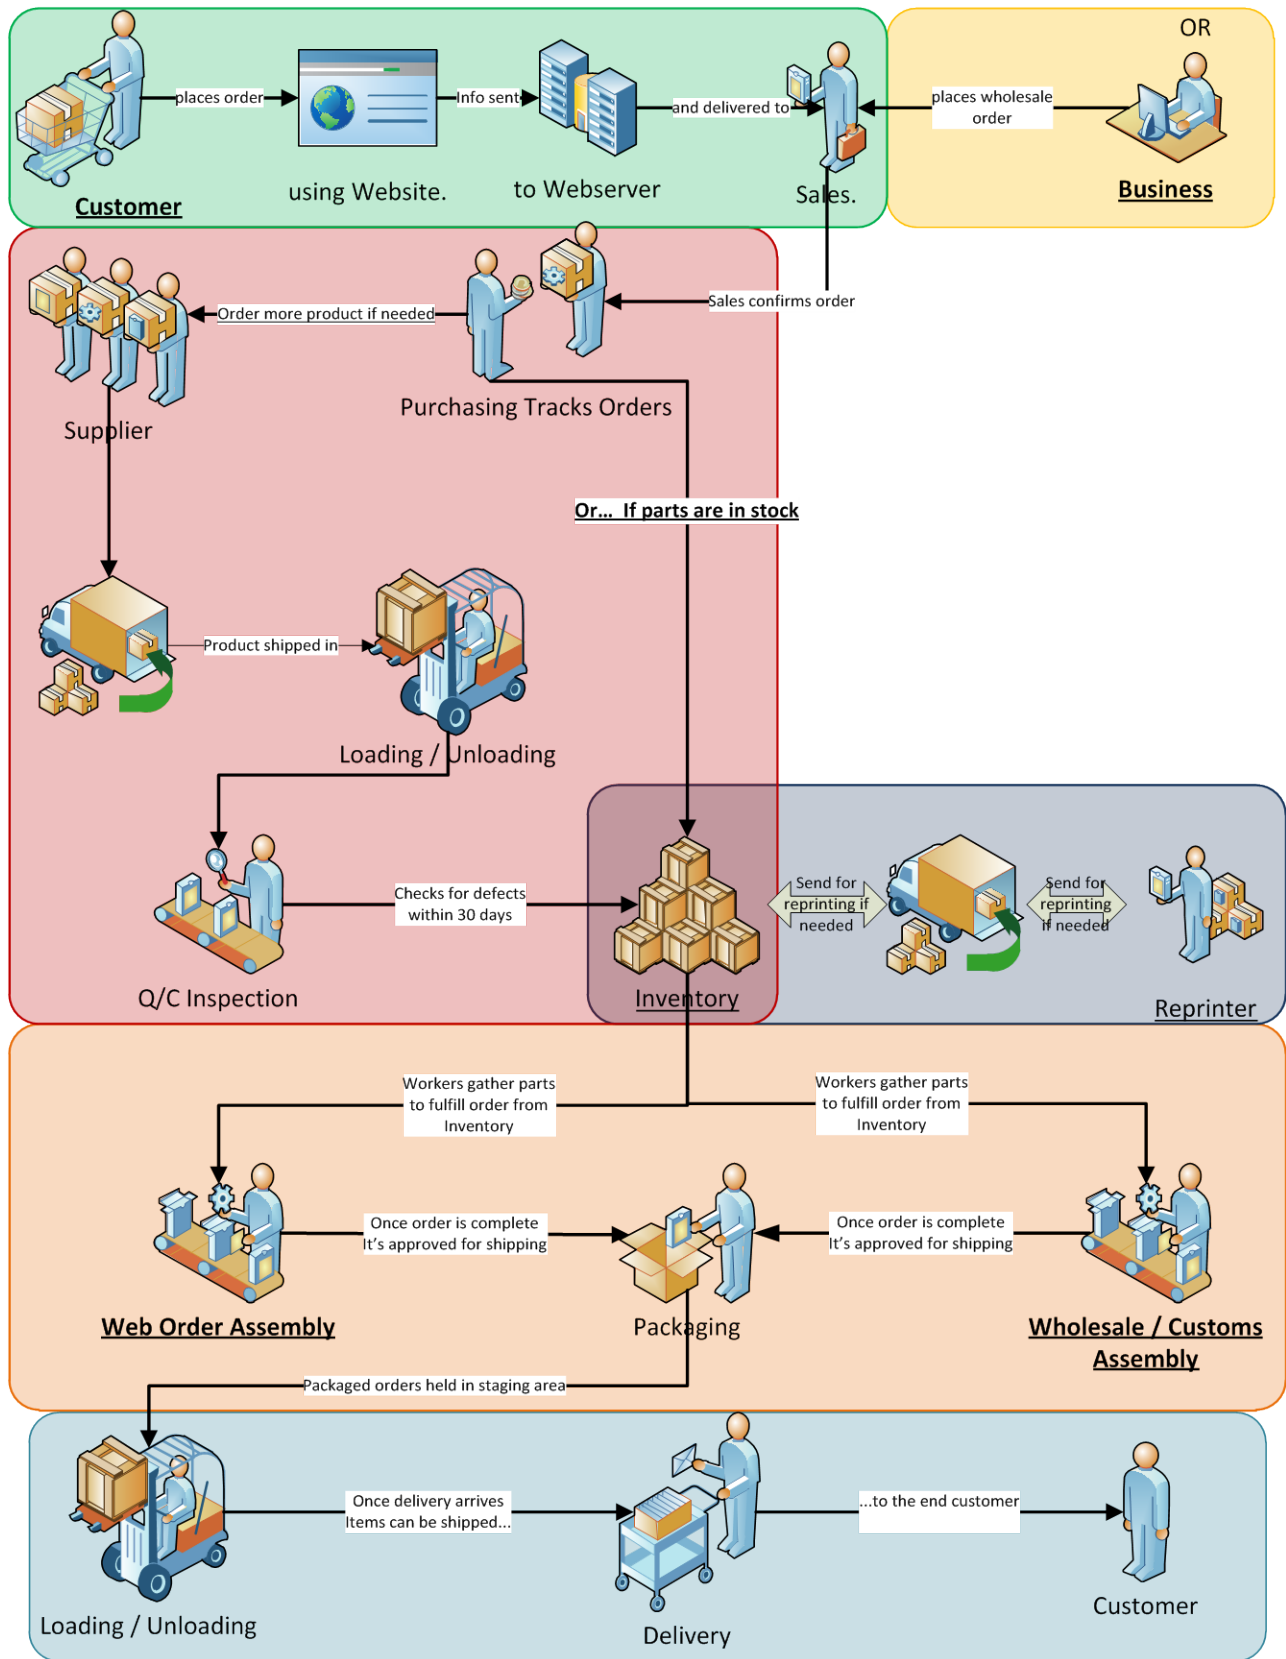 OR
places order
Info sent
and delivered to
places wholesale
order
Customer
using Website.
to Webserver
Sales.
Business
Order more product if needed
Sales confirms order
Supplier
Purchasing Tracks Orders
Or... If parts are in stock
Product shipped in
Loading / Unloading
Checks for defects
within 30 days
Send for
reprinting if
needed
Send for
reprinting
if needed
Q/C Inspection
Inventory
Reprinter
Workers gather parts
to fulfill order from
Inventory
Workers gather parts
to fulfill order from
Inventory
Once order is complete
It's approved for shipping
Once order is complete
It's approved for shipping
Web Order Assembly
Packaging
Wholesale / Customs
Assembly
Packaged orders held in staging area
Once delivery arrives
Items can be shipped...
...to the end customer
Loading / Unloading
Delivery
Customer